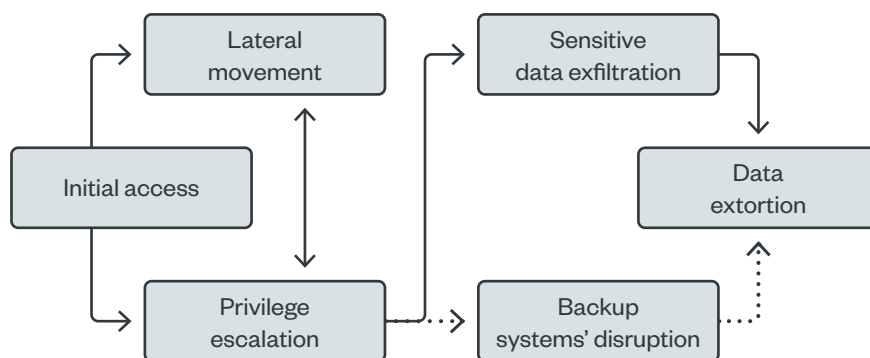 Lateral
movement
Sensitive
data exfiltration
Initial access
Data
extortion
Privilege
escalation
Backup
systems’ disruption